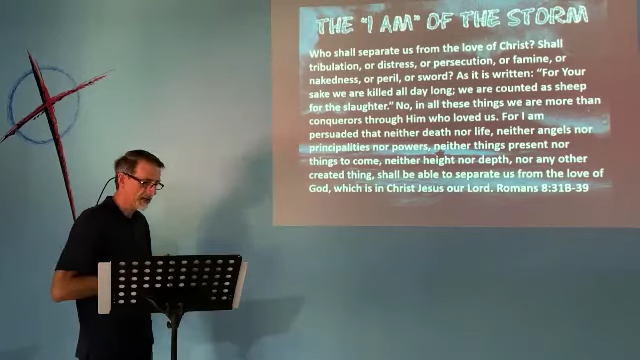 THE "I AM" OF THE STORM
Who shall separate us from the love of Christ? Shall
tribulation, or distress, or persecution, or famine, or
nakedness, or peril, or sword? As it is written: "For Your
sake we are killed all day long; we are counted as sheep
for the slaughter." No, in all these things we are more than
conquerors through Him who loved us. For I am
persuaded that neither death nor life, neither angels nor
principalities nor powers, neither things present nor
things to come, neither height nor depth, nor any other
created thing, shall be able to separate us from the love of
God, which is in Christ Jesus our Lord. Romans 8:31B-39